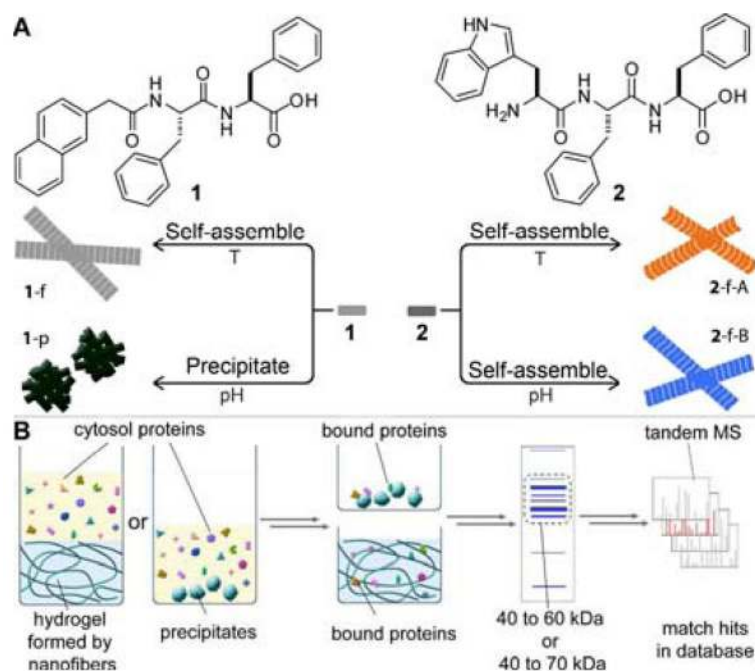 A
H
N
O
O
N
H
OH
O
1
HN
H2N
O
H
N
O
N
H
O
OH
2
Self-assemble
T
1-f
1-p
Precipitate
pH
1
2
Self-assemble
T
2-f-A
Self-assemble
pH
2-f-B
B
cytosol proteins
or
hydrogel
formed by
nanofibers
precipitates
bound proteins
bound proteins
40 to 60 kDa
or
40 to 70 kDa
tandem MS
match hits
in database